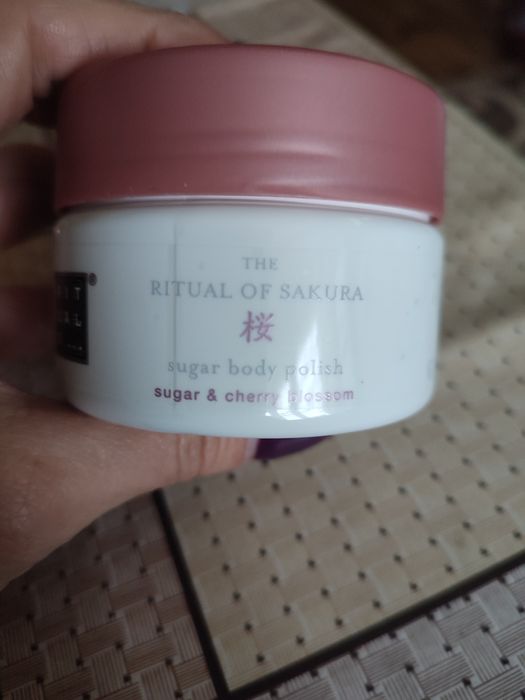 THE
RITUAL OF SAKURA
桜
sugar body polish
sugar & cherry blossom